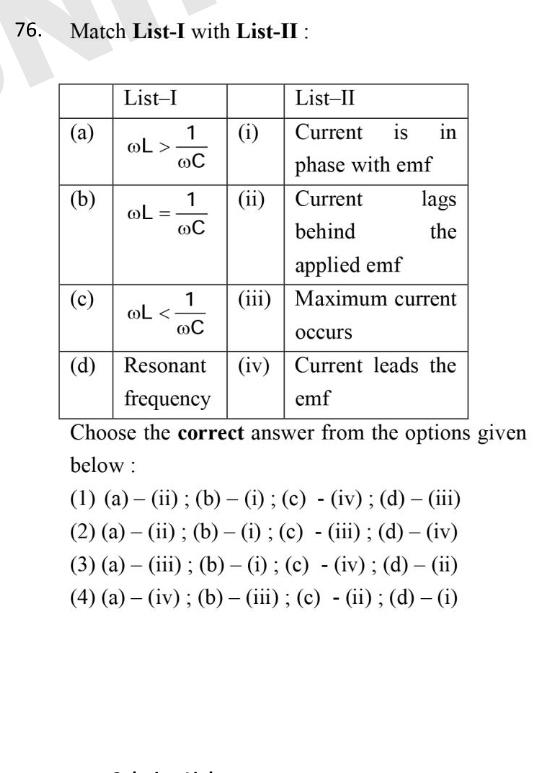 76. Match List-I with List-II :
List–I List–II
(a) ωL > 1/ωC (i) Current is in
phase with emf
(b) ωL = 1/ωC (ii) Current lags
behind the
applied emf
(c) ωL < 1/ωC (iii) Maximum current
occurs
(d) Resonant (iv) Current leads the
frequency emf
Choose the correct answer from the options given
below :
(1) (a) – (ii) ; (b) – (i) ; (c) - (iv) ; (d) – (iii)
(2) (a) – (ii) ; (b) – (i) ; (c) - (iii) ; (d) – (iv)
(3) (a) – (iii) ; (b) – (i) ; (c) - (iv) ; (d) – (ii)
(4) (a) – (iv) ; (b) – (iii) ; (c) - (ii) ; (d) – (i)